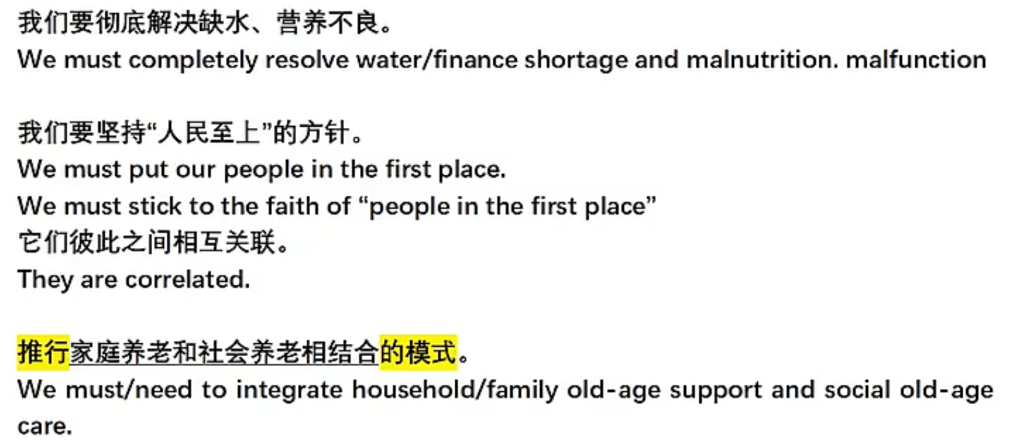 我们要彻底解决缺水、营养不良。
We must completely resolve water/finance shortage and malnutrition. malfunction
我们要坚持“人民至上”的方针。
We must put our people in the first place.
We must stick to the faith of “people in the first place”
它们彼此之间相互关联。
They are correlated.
推行家庭养老和社会养老相结合的模式。
We must/need to integrate household/family old-age support and social old-age
care.